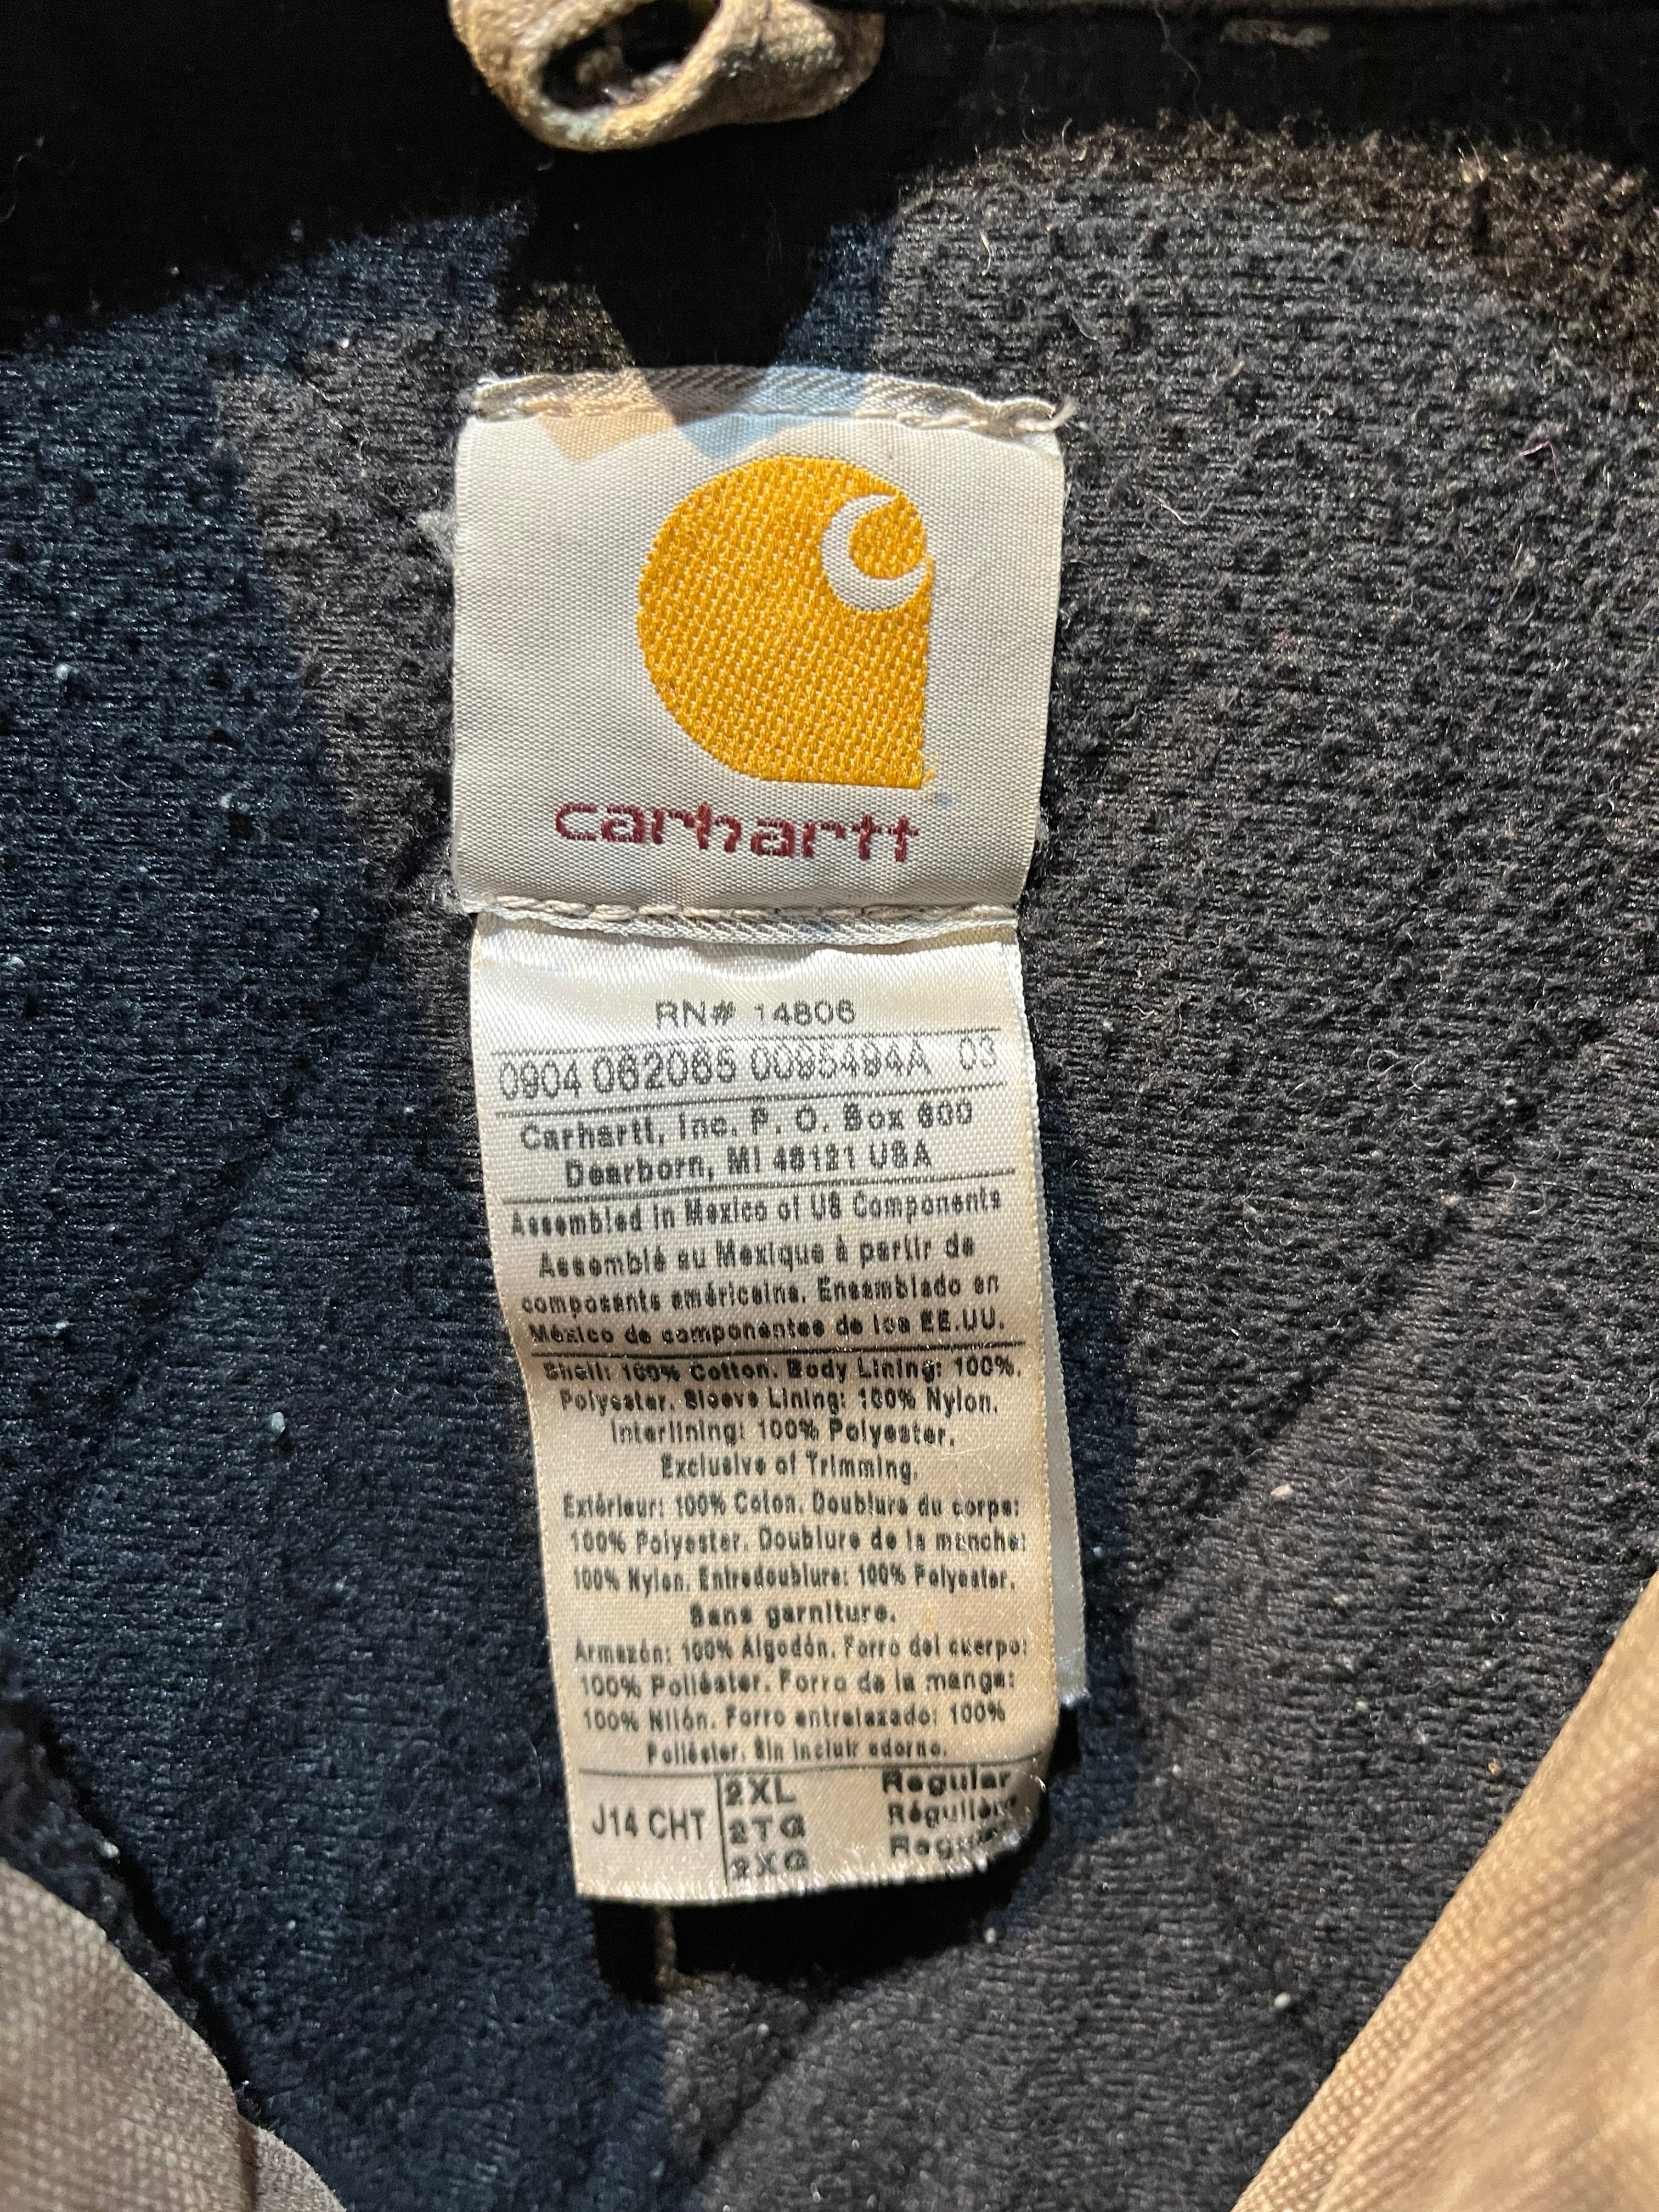 carhartt
RN# 14806
0904 062065 0095494A 03
Carhartt, Inc. P. O. Box 600
Dearborn, MI 48121 USA
Assembled in Mexico of US Components
Assemblé au Mexique à partir de
composants américains. Ensamblado en
México de componentes de los EE.UU.
Shell: 100% Cotton. Body Lining: 100%.
Polyester. Sleeve Lining: 100% Nylon.
Interlining: 100% Polyester.
Exclusive of Trimming.
Extérieur: 100% Coton. Doublure du corps:
100% Polyester. Doublure de la manche:
100% Nylon. Entredoublure: 100% Polyester.
Sans garniture.
Armazón: 100% Algodón. Forro del cuerpo:
100% Poliéster. Forro de la manga:
100% Nilón. Forro entrelazado: 100%
Poliéster. Sin incluir adorno.
J14 CHT
2XL Regular
2TG Régulière
2XG Regular